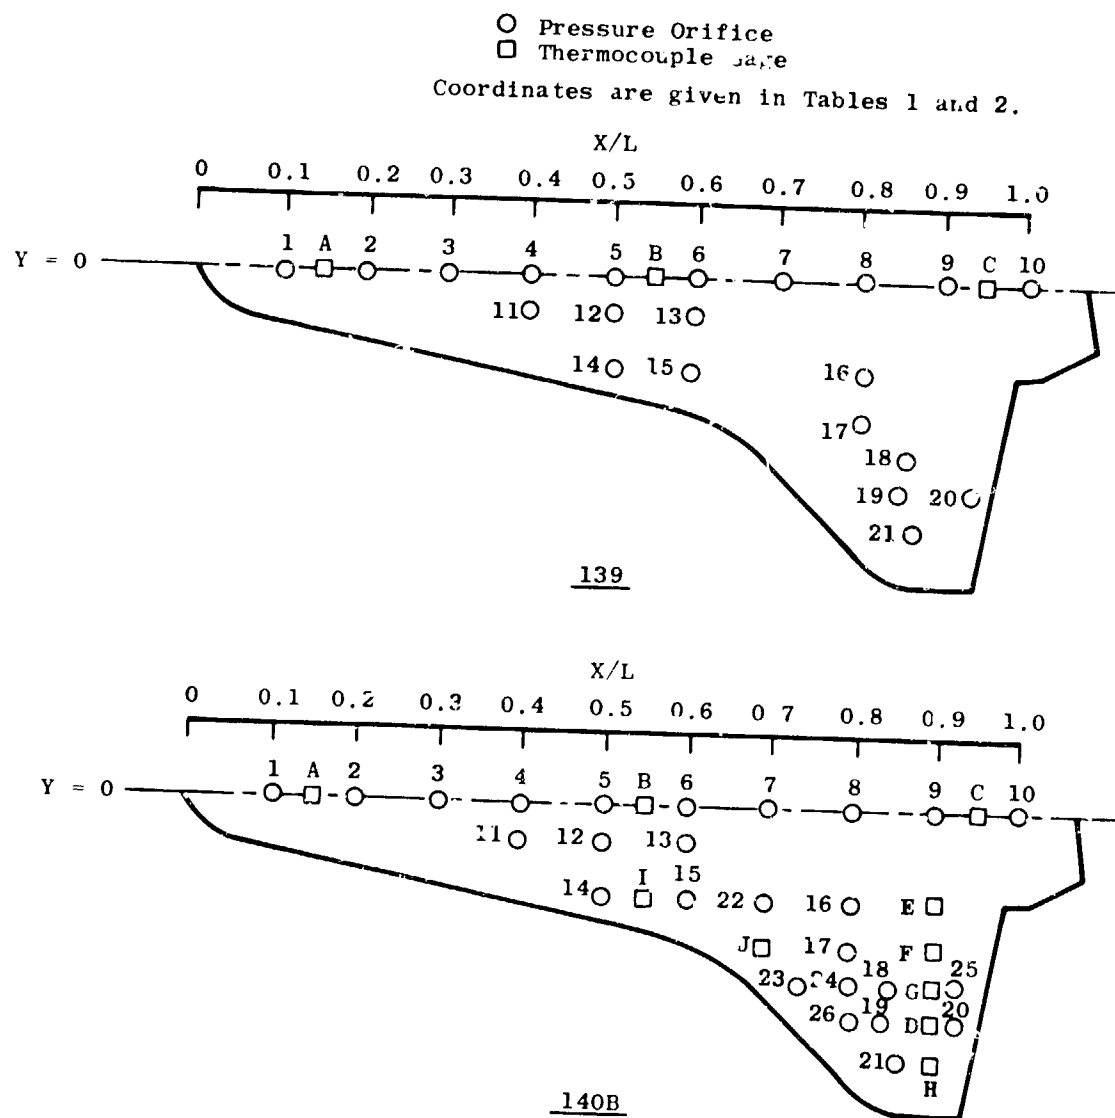 Pressure Orifice
Thermocouple
Coordinates are given in Tables 1 and 2.
X/L
0 0.1 0.2 0.3 0.4 0.5 0.6 0.7 0.8 0.9 1.0
1 A 2 3 4 5 B 6 7 8 9 C 10
Y = 0
11 12 13
14 15 16
17
18
19 20
21
139
X/L
0 0.1 0.2 0.3 0.4 0.5 0.6 0 7 0.8 0.9 1.0
1 A 2 3 4 5 B 6 7 8 9 C 10
Y = 0
11 12 13
14 I 15 22 16 E
J 17 F
23 24 18 G 25
26 19 D 20
21 H
140B